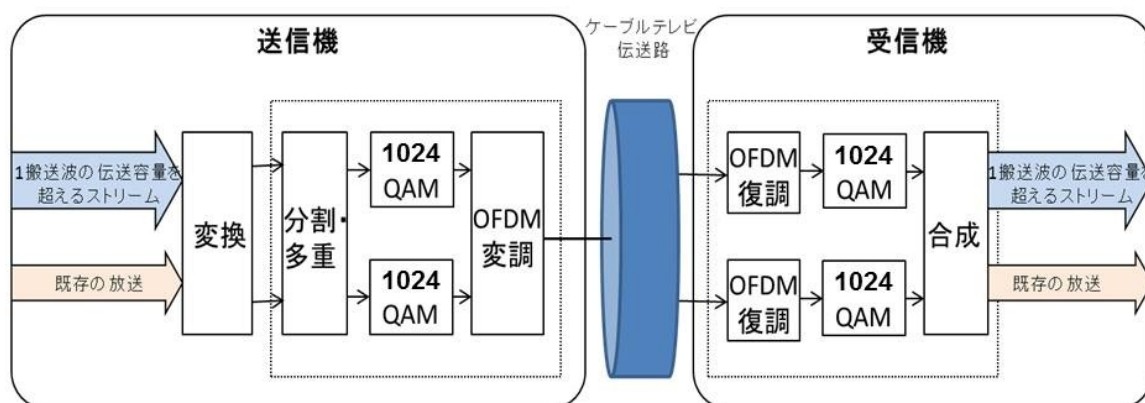 送信機
ケーブルテレビ
伝送路
受信機
1搬送波の伝送容量を
超えるストリーム
既存の放送
変換
分割・
多重
1024
QAM
1024
QAM
OFDM
変調
OFDM
復調
1024
QAM
OFDM
復調
1024
QAM
合成
1搬送波の伝送容量を
超えるストリーム
既存の放送